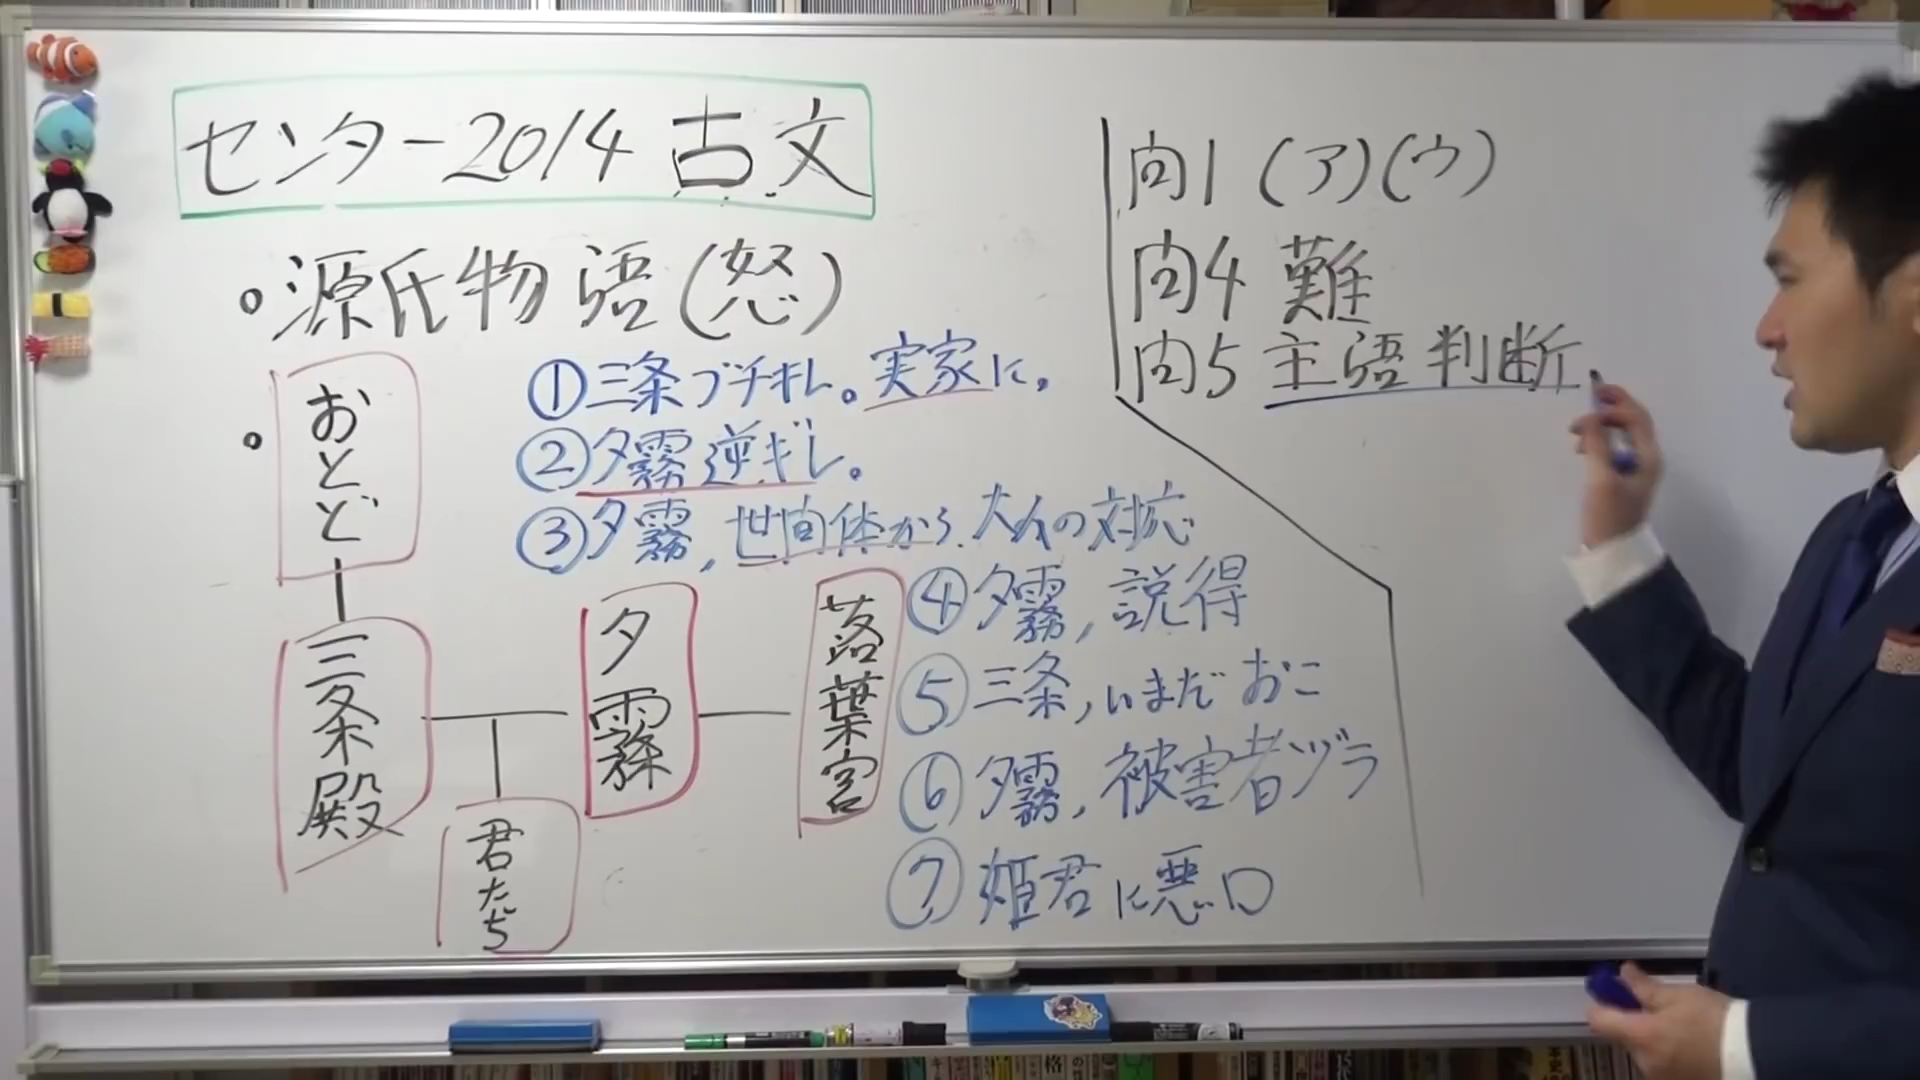 センター2014 古文
・源氏物語(怒)
・
おとど
三条殿
君たち
夕霧
落葉宮
①三条ブチキレ。実家に。
②夕霧逆ギレ。
③夕霧,世間体から大人の対応
④夕霧,説得
⑤三条,いまだおこ
⑥夕霧,被害者ヅラ
⑦姫君に悪口
問1(ア)(ウ)
問4 難
問5 主語判断